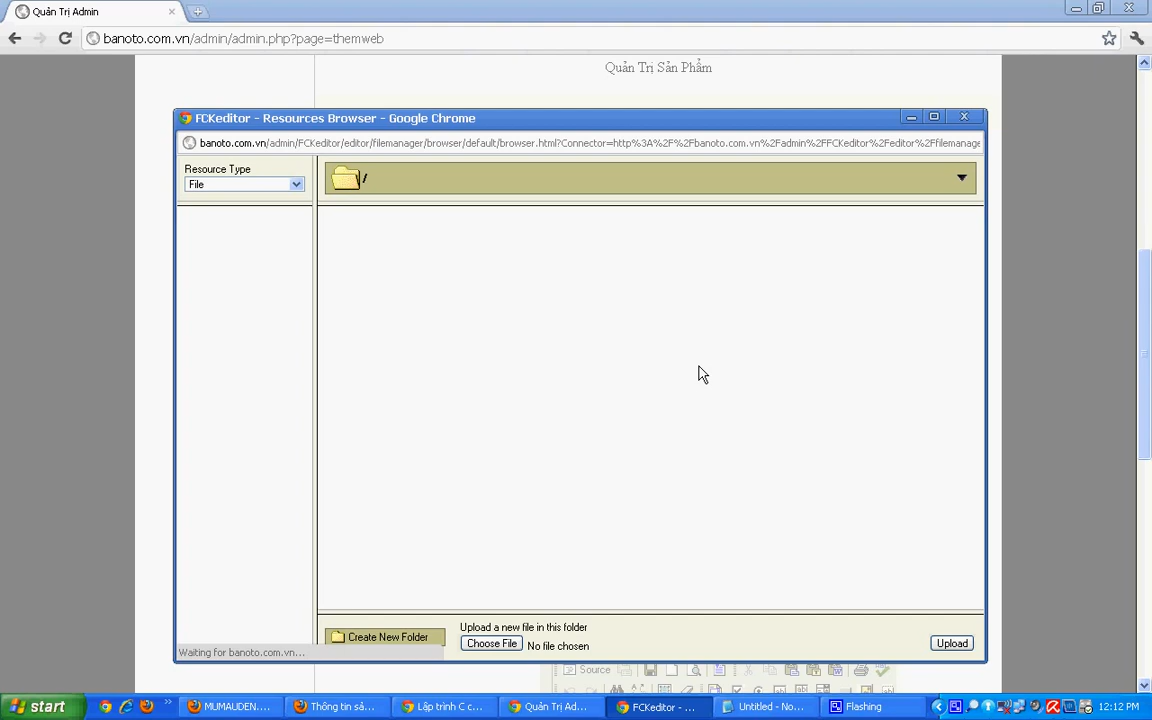 Quản Trị Admin
banoto.com.vn/admin/admin.php?page=themweb
Quản Trị Sản Phẩm
FCKeditor - Resources Browser - Google Chrome
banoto.com.vn/admin/FCKeditor/editor/filemanager/browser/default/browser.html?Connector=http%3A%2F%2Fbanoto.com.vn%2Fadmin%2FFCKeditor%2Feditor%2Ffilemanage
Resource Type
File
/
Upload a new file in this folder
Create New Folder
Choose File
No file chosen
Upload
Waiting for banoto.com.vn...
Source
start
MUMAUDEN....
Thông tin sả...
Lập trình C c...
Quản Trị Ad...
FCKeditor - ...
Untitled - No...
Flashing
12:12 PM